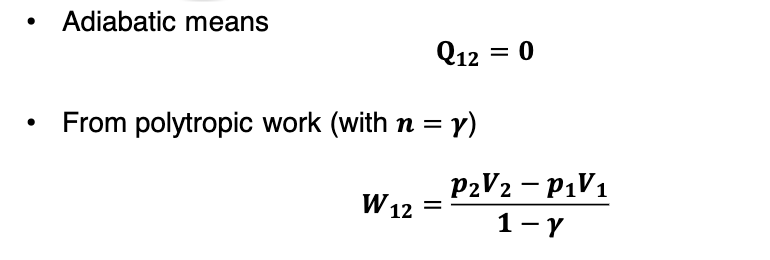 • Adiabatic means
Q₁₂ = 0
• From polytropic work (with n = γ)
W₁₂ = (p₂V₂ − p₁V₁) / (1 − γ)